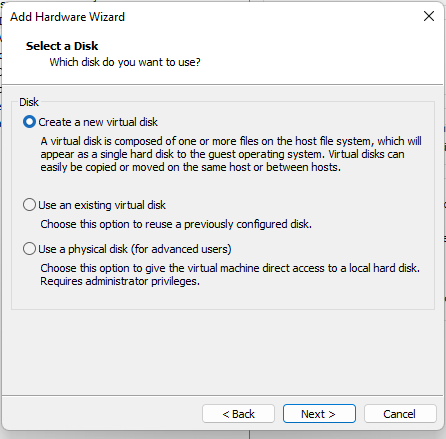 Add Hardware Wizard
Select a Disk
Which disk do you want to use?
Disk
Create a new virtual disk
A virtual disk is composed of one or more files on the host file system, which will
appear as a single hard disk to the guest operating system. Virtual disks can
easily be copied or moved on the same host or between hosts.
Use an existing virtual disk
Choose this option to reuse a previously configured disk.
Use a physical disk (for advanced users)
Choose this option to give the virtual machine direct access to a local hard disk.
Requires administrator privileges.
< Back
Next >
Cancel